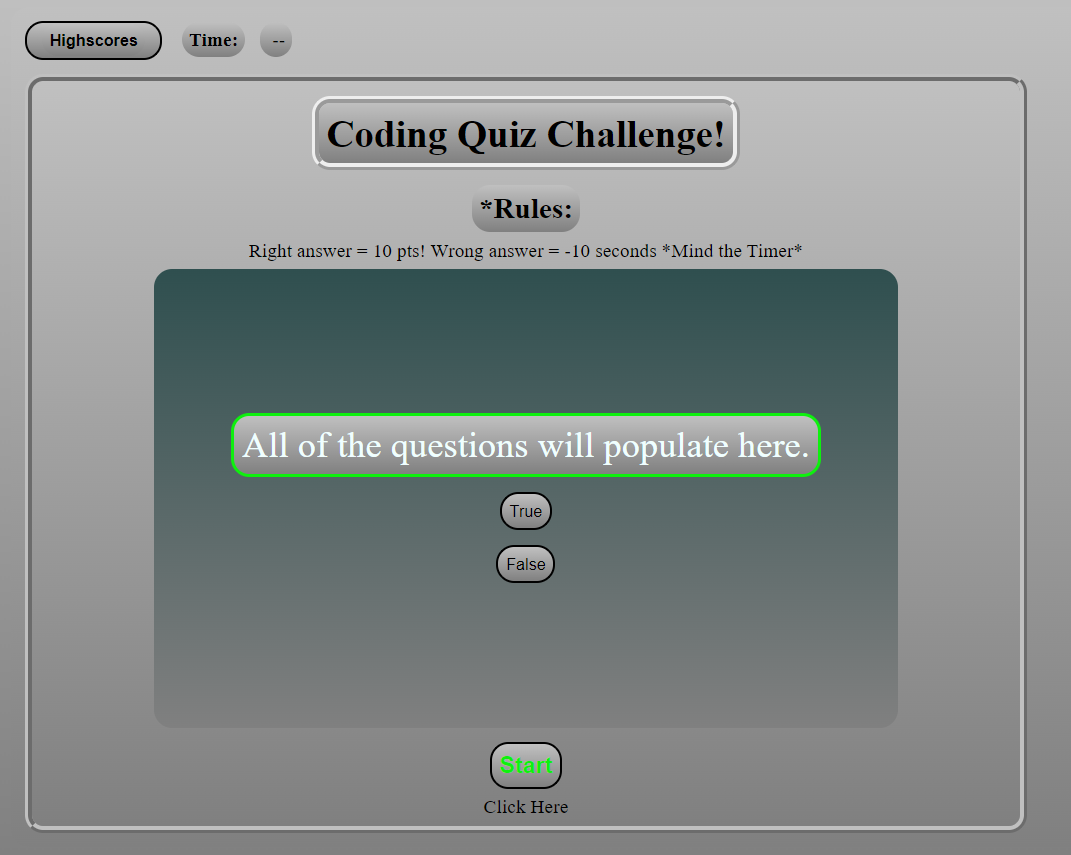 Highscores Time: --
Coding Quiz Challenge!
*Rules:
Right answer = 10 pts! Wrong answer = -10 seconds *Mind the Timer*
All of the questions will populate here.
True
False
Start
Click Here